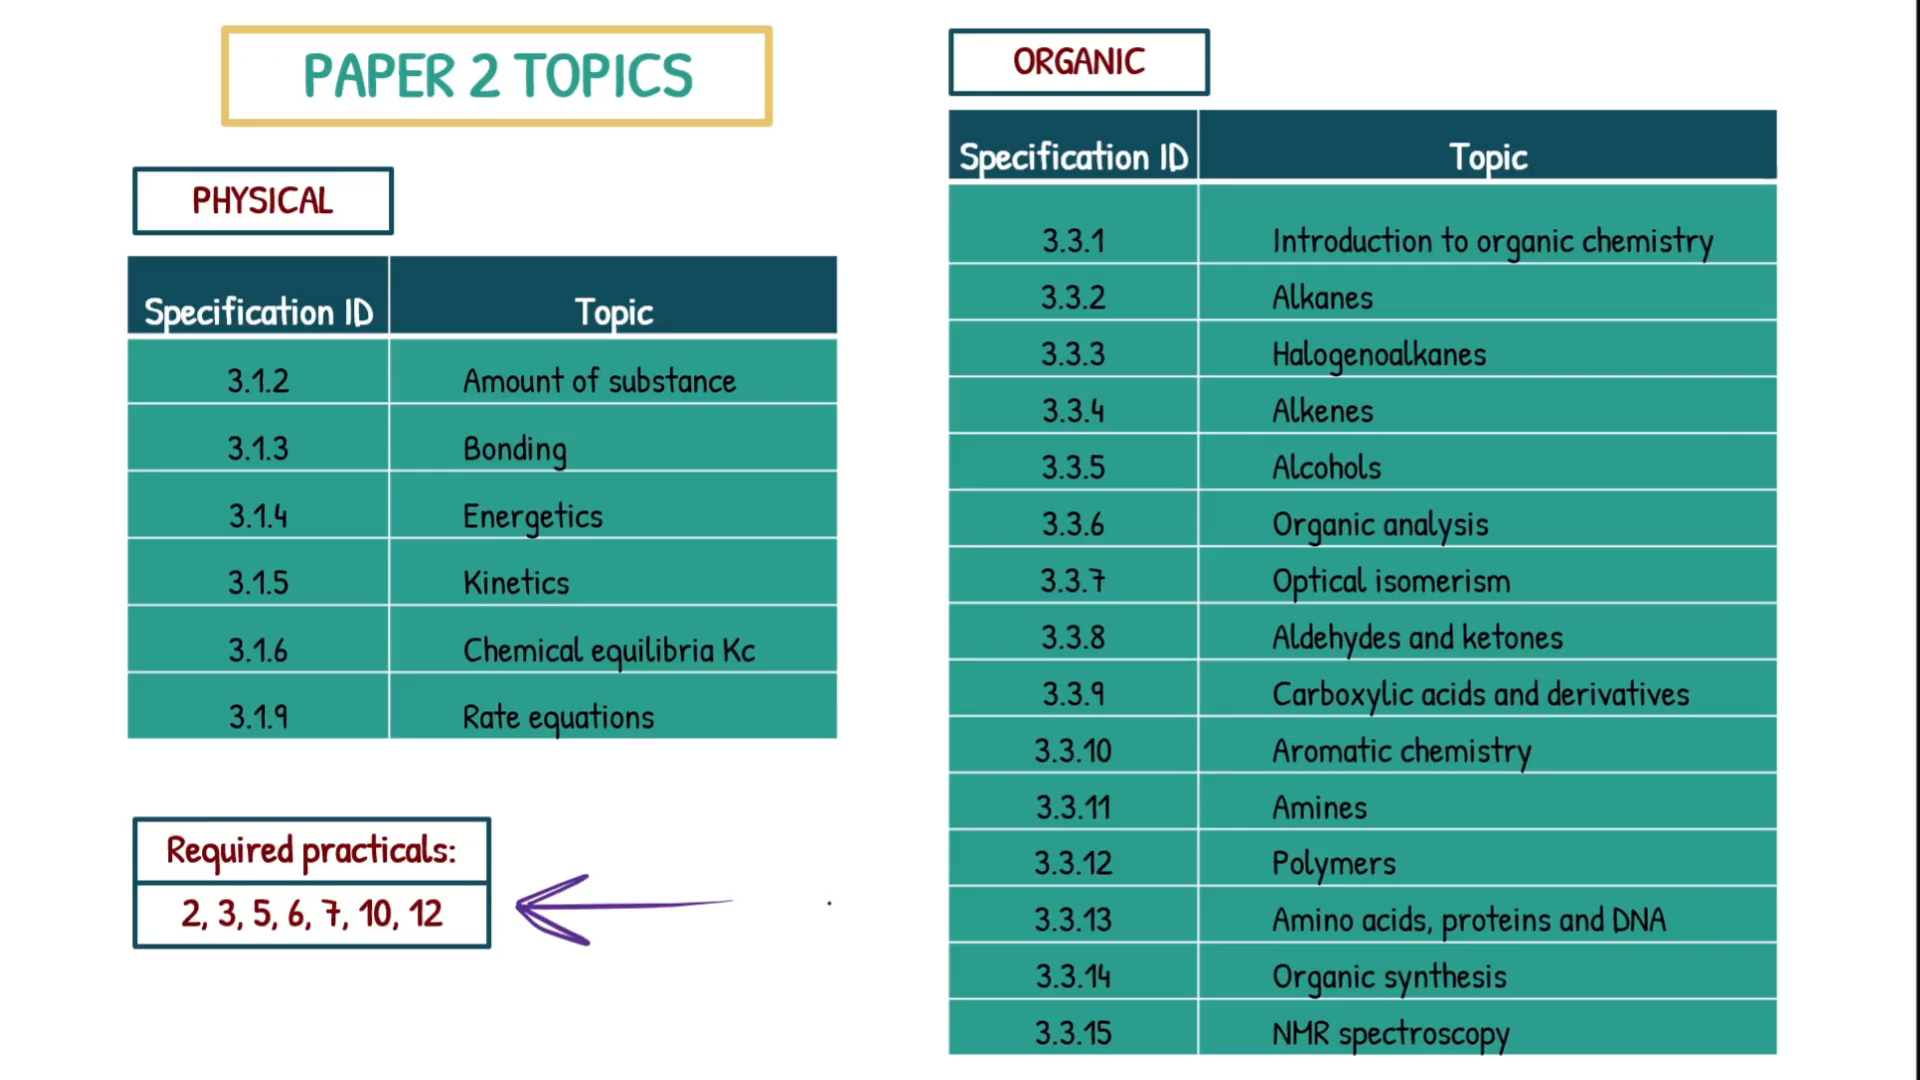 PAPER 2 TOPICS
PHYSICAL
Specification ID Topic
3.1.2 Amount of substance
3.1.3 Bonding
3.1.4 Energetics
3.1.5 Kinetics
3.1.6 Chemical equilibria Kc
3.1.9 Rate equations
Required practicals:
2, 3, 5, 6, 7, 10, 12
ORGANIC
Specification ID Topic
3.3.1 Introduction to organic chemistry
3.3.2 Alkanes
3.3.3 Halogenoalkanes
3.3.4 Alkenes
3.3.5 Alcohols
3.3.6 Organic analysis
3.3.7 Optical isomerism
3.3.8 Aldehydes and ketones
3.3.9 Carboxylic acids and derivatives
3.3.10 Aromatic chemistry
3.3.11 Amines
3.3.12 Polymers
3.3.13 Amino acids, proteins and DNA
3.3.14 Organic synthesis
3.3.15 NMR spectroscopy